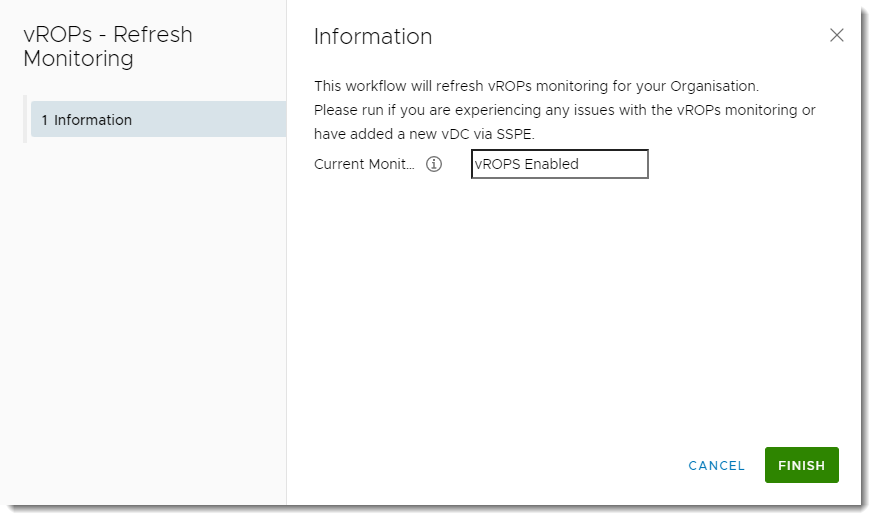 vROPs - Refresh
Monitoring
1 Information
Information
This workflow will refresh vROPs monitoring for your Organisation.
Please run if you are experiencing any issues with the vROPs monitoring or
have added a new vDC via SSPE.
Current Monit... vROPS Enabled
CANCEL FINISH